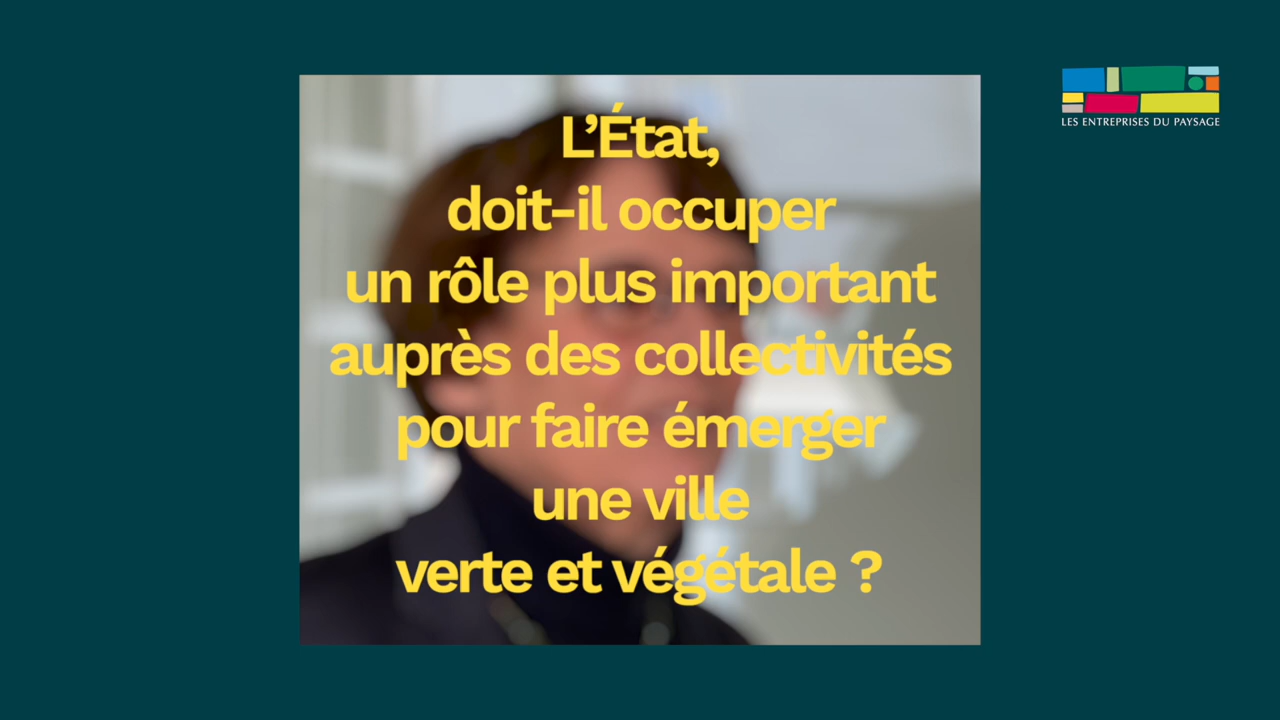 L’État,
doit-il occuper
un rôle plus important
auprès des collectivités
pour faire émerger
une ville
verte et végétale ?
LES ENTREPRISES DU PAYSAGE